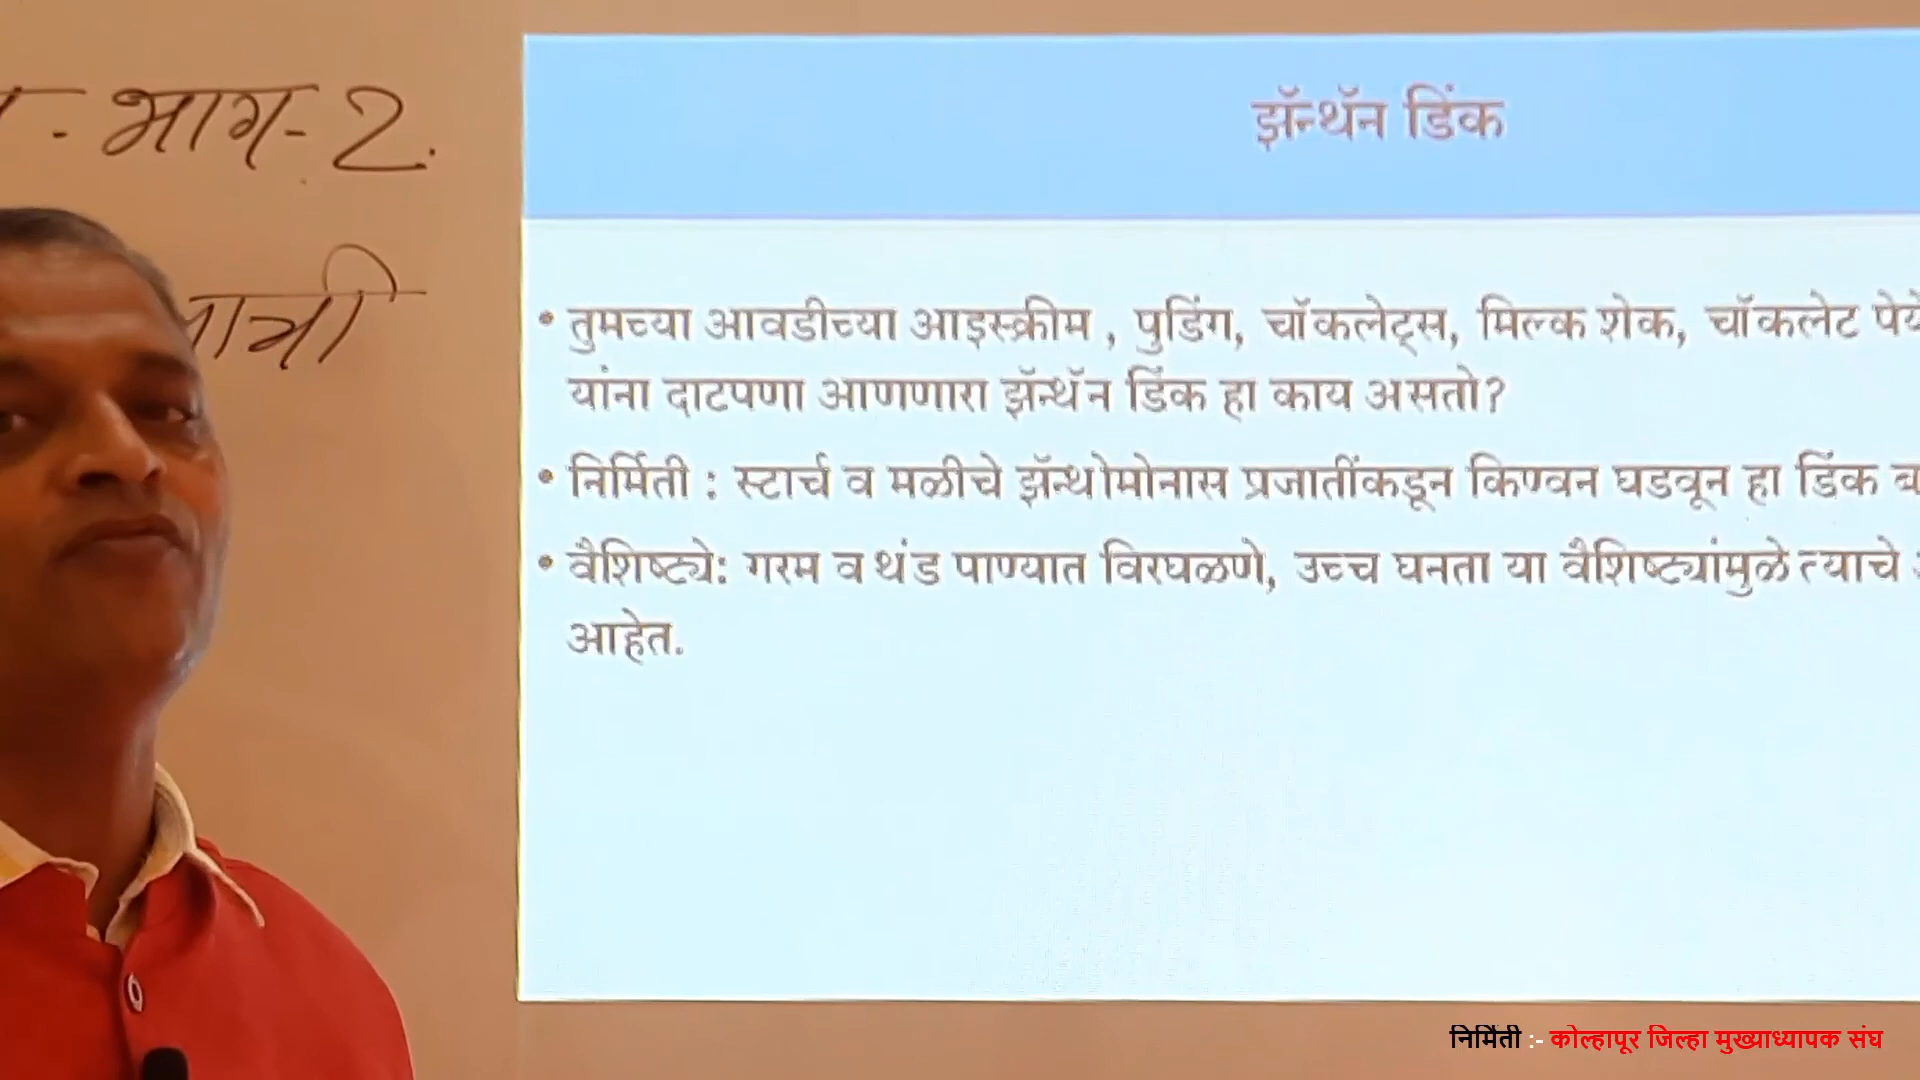 - भाग - 2.
झॅन्थॅन डिंक
• तुमच्या आवडीच्या आइस्क्रीम , पुडिंग, चॉकलेट्स, मिल्क शेक, चॉकलेट
यांना दाटपणा आणणारा झॅन्थॅन डिंक हा काय असतो?
• निर्मिती : स्टार्च व मळीचे झॅन्थोमोनास प्रजातींकडून किण्वन घडवून हा डिंक
• वैशिष्ट्ये: गरम व थंड पाण्यात विरघळणे, उच्च घनता या वैशिष्ट्यांमुळे त्याचे
आहेत.
निर्मिती :- कोल्हापूर जिल्हा मुख्याध्यापक संघ